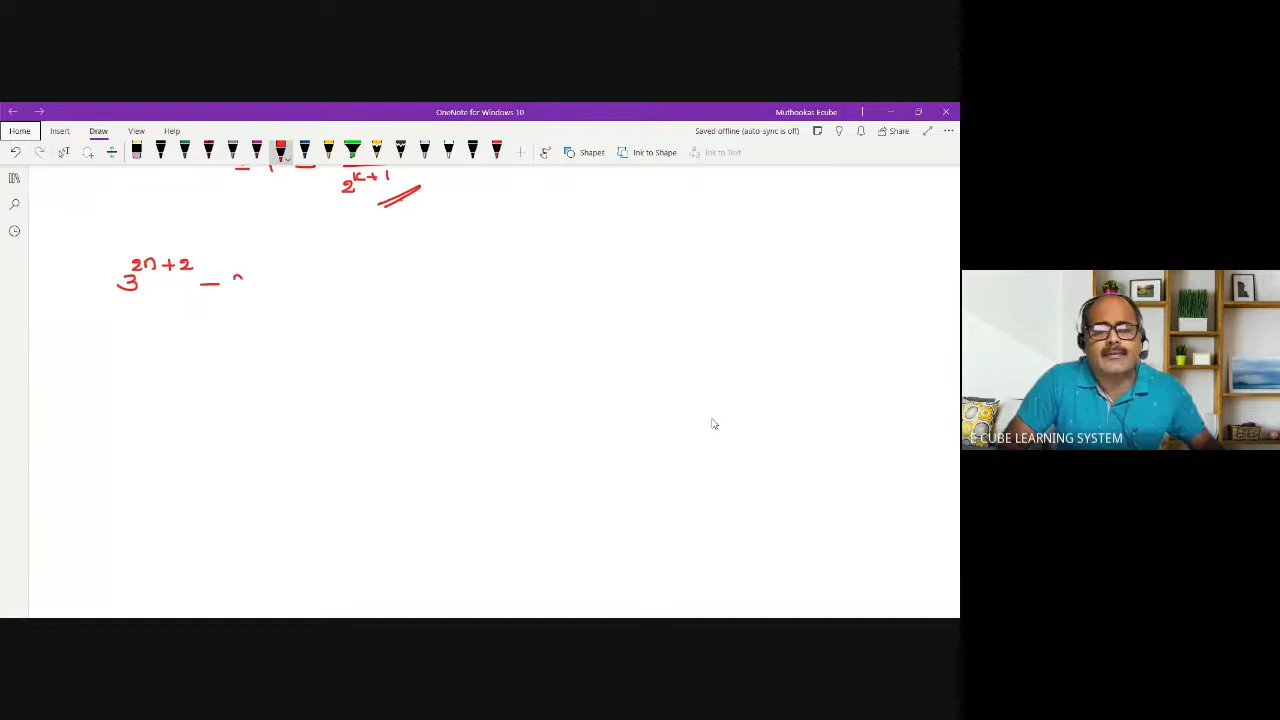 OneNote for Windows 10
Muthookas Ecube
Home Insert Draw View Help
Saved offline (auto-sync is off)
Share
Shapes Ink to Shape Ink to Text
2^{k+1}
3^{2n+2} –
E CUBE LEARNING SYSTEM